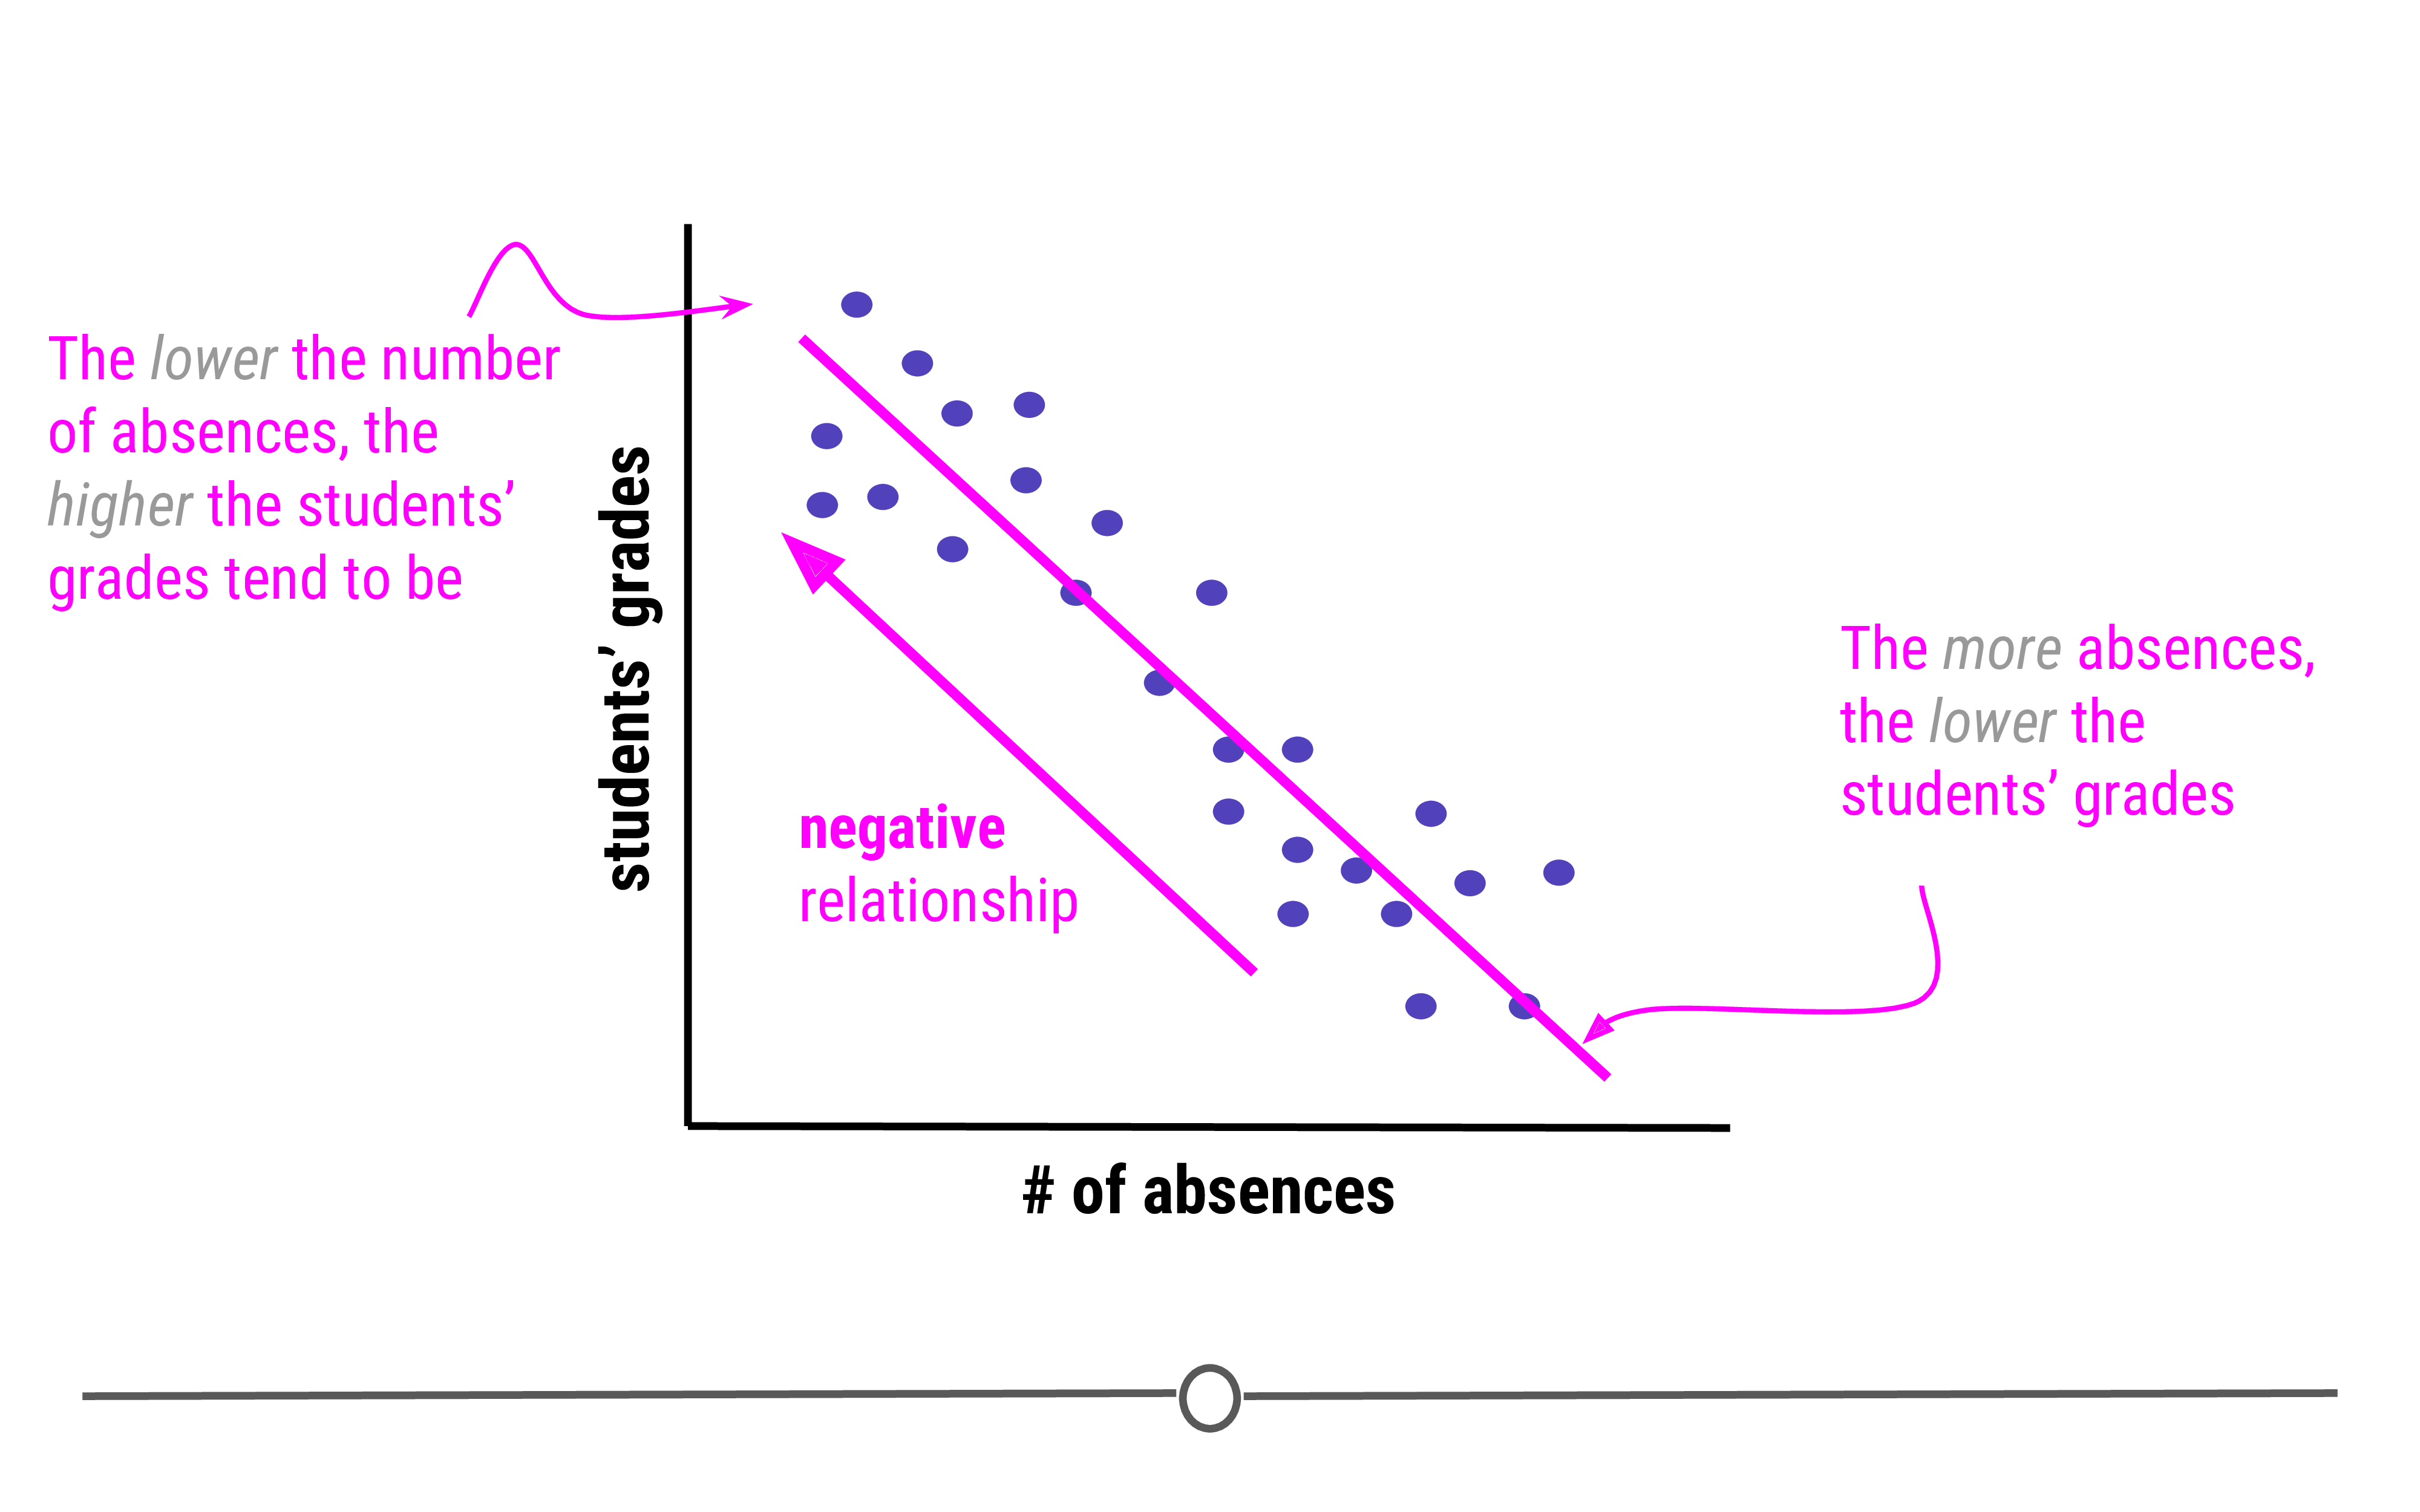 The lower the number
of absences, the
higher the students’
grades tend to be
students’ grades
negative
relationship
The more absences,
the lower the
students’ grades
# of absences